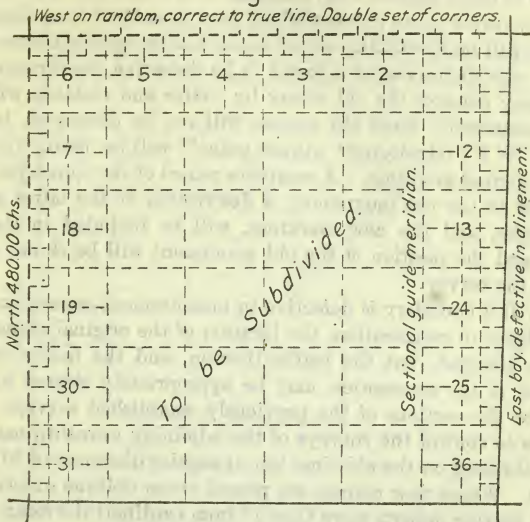 West on random, correct to true line. Double set of corners.
6 5 4 3 2
7 12
18 13
19 24
30 25
31 36
North 480.00 chs.
To be Subdivided.
Sectional guide meridian.
East bdy. defective in alinement.